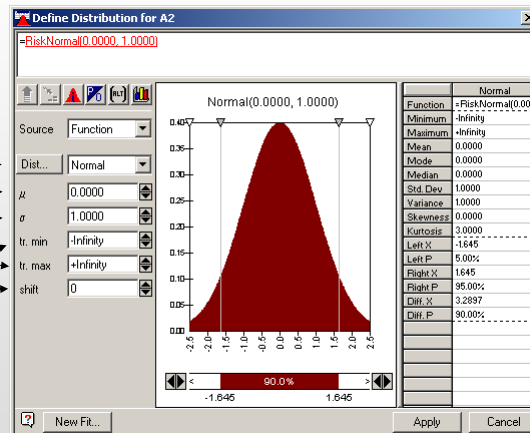 Define Distribution for A2
=RiskNormal(0.0000, 1.0000)
Source Function
Dist... Normal
μ 0.0000
σ 1.0000
tr. min -Infinity
tr. max +Infinity
shift 0
Normal(0.0000, 1.0000)
0.40
0.35
0.30
0.25
0.20
0.15
0.10
0.05
0.00
-2.5 -2.0 -1.5 -1.0 -0.5 0.0 0.5 1.0 1.5 2.0 2.5
< 90.0% >
-1.645 1.645
Normal
Function =RiskNormal(0.00
Minimum -Infinity
Maximum +Infinity
Mean 0.0000
Mode 0.0000
Median 0.0000
Std. Dev 1.0000
Variance 1.0000
Skewness 0.0000
Kurtosis 3.0000
Left X -1.645
Left P 5.00%
Right X 1.645
Right P 95.00%
Diff. X 3.2897
Diff. P 90.00%
New Fit... Apply Cancel